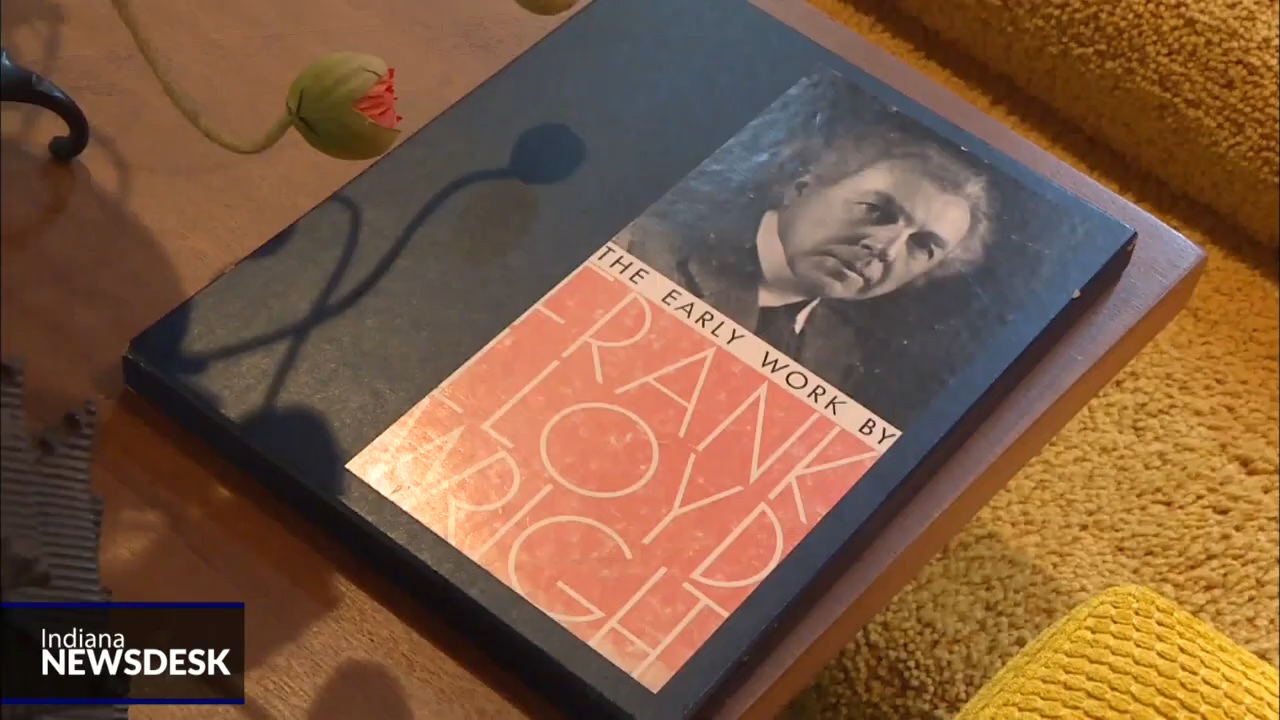 THE EARLY WORK BY
FRANK
LLOYD
WRIGHT
Indiana
NEWSDESK